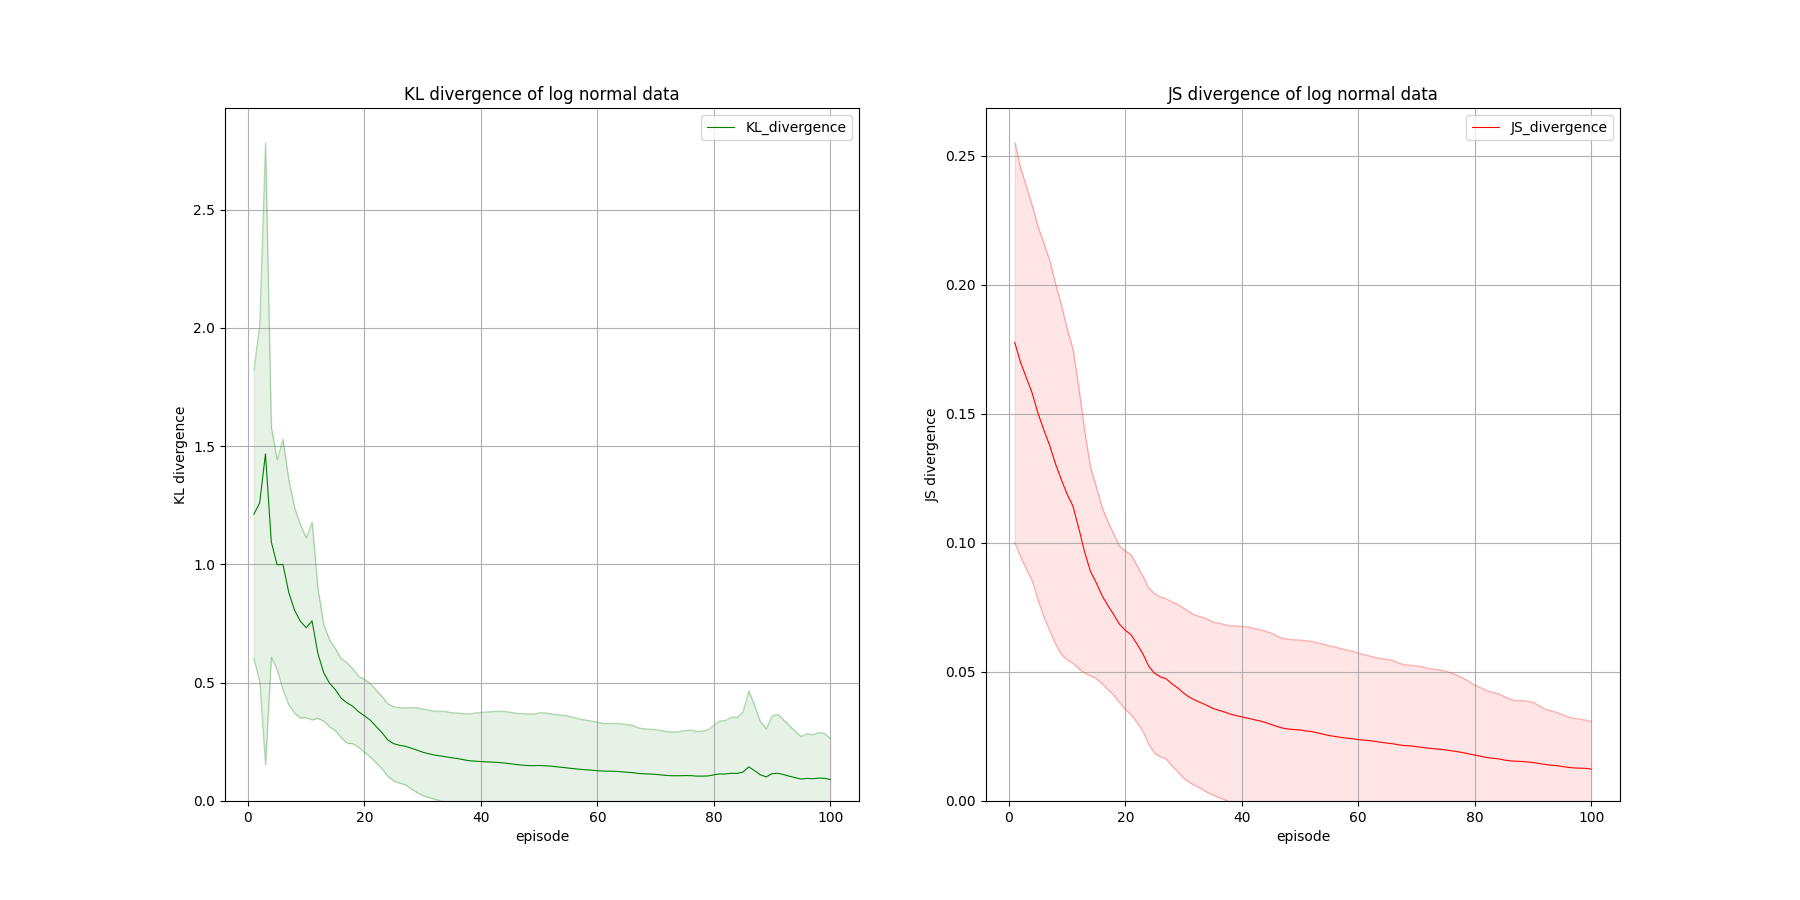 KL divergence of log normal data
KL_divergence
2.5
2.0
1.5
1.0
0.5
0.0
KL divergence
0 20 40 60 80 100
episode
JS divergence of log normal data
JS_divergence
0.25
0.20
0.15
0.10
0.05
0.00
JS divergence
0 20 40 60 80 100
episode